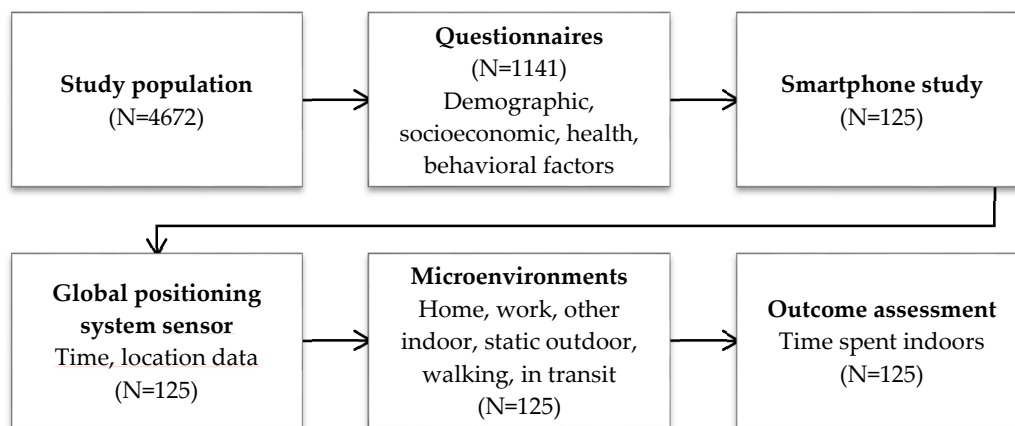 Study population
(N=4672)
Questionnaires
(N=1141)
Demographic,
socioeconomic, health,
behavioral factors
Smartphone study
(N=125)
Global positioning
system sensor
Time, location data
(N=125)
Microenvironments
Home, work, other
indoor, static outdoor,
walking, in transit
(N=125)
Outcome assessment
Time spent indoors
(N=125)